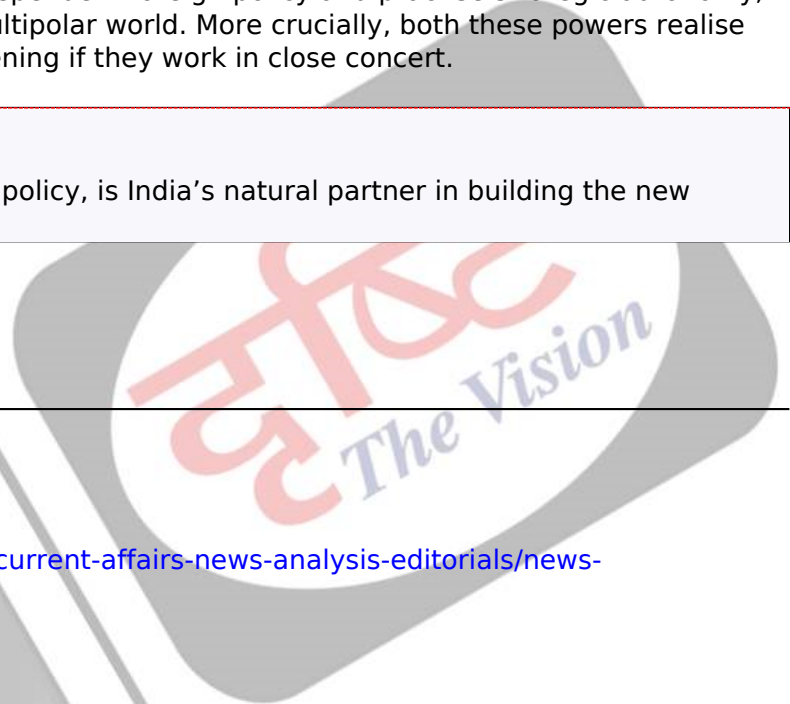 ultipolar world. More crucially, both these powers realise
ening if they work in close concert.
policy, is India’s natural partner in building the new
दृष्टि
The Vision
current-affairs-news-analysis-editorials/news-